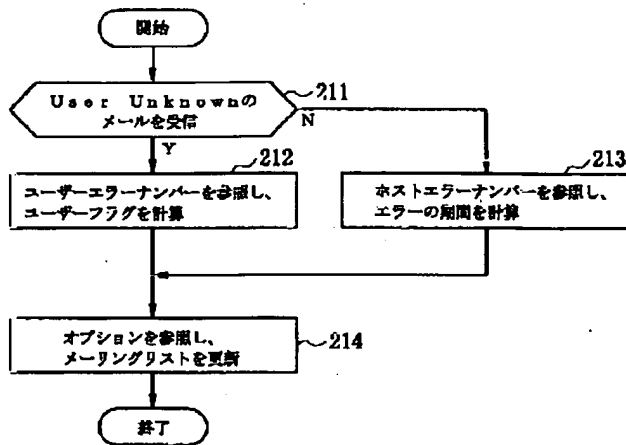 開始
User Unknownの
メールを受信
211
N
Y
212
ユーザーエラーナンバーを参照し、
ユーザーフラグを計算
213
ホストエラーナンバーを参照し、
エラーの期間を計算
オプションを参照し、
メーリングリストを更新
214
終了